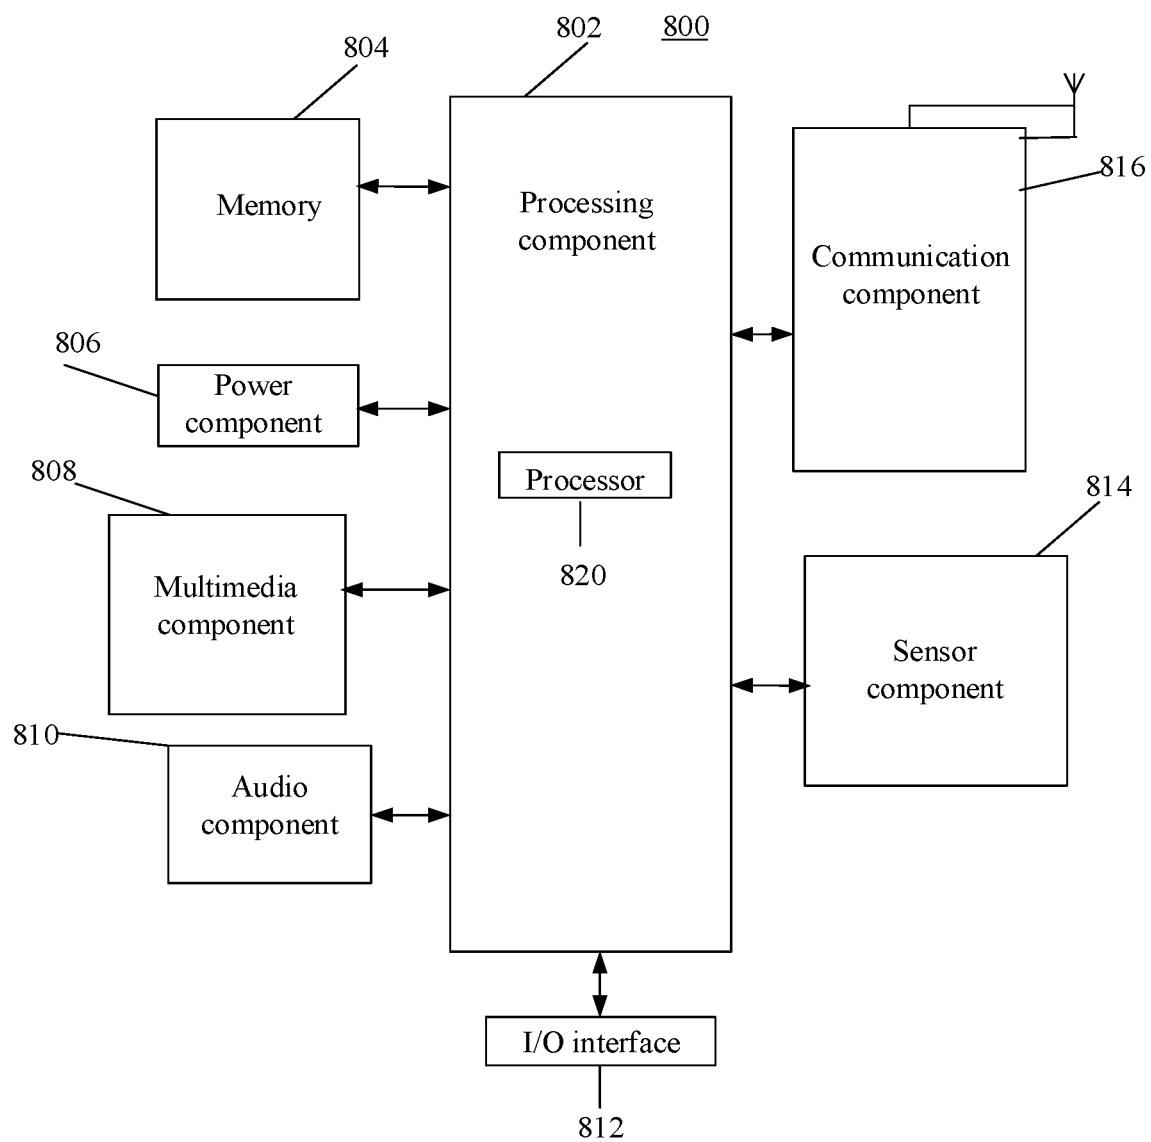 802
800
804
816
Memory
Processing
component
Communication
component
806
Power
component
808
Processor
814
820
Multimedia
component
Sensor
component
810
Audio
component
I/O interface
812